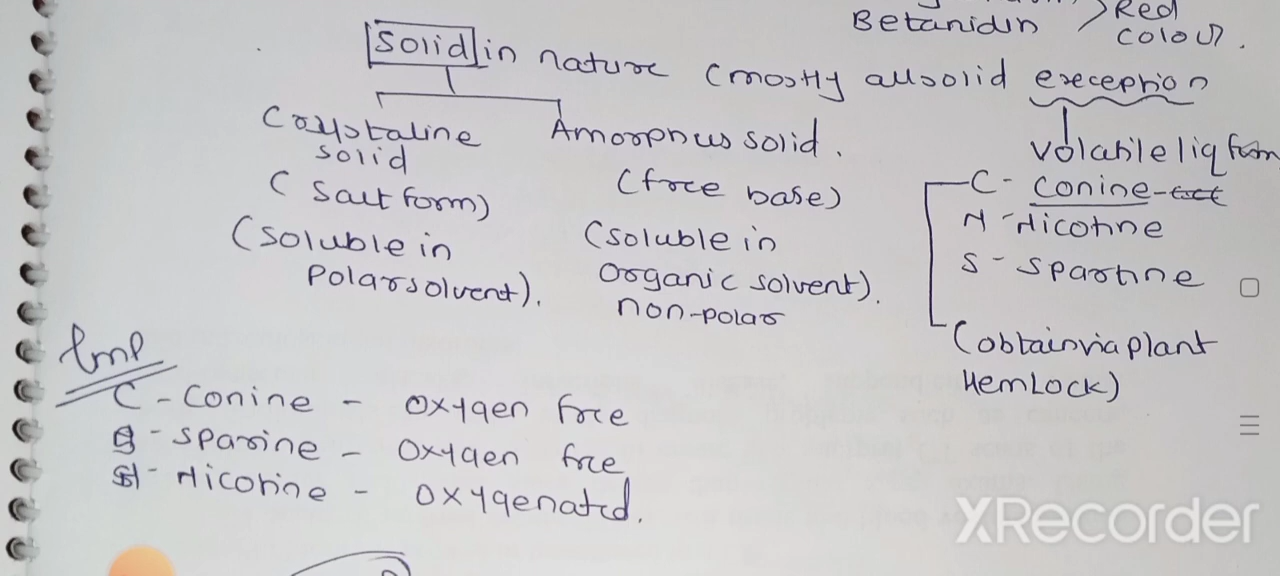 Betanidin > Red
colour.
Solid in nature (mostly all solid exeception
Crystaline solid
(Salt form)
(soluble in
polar solvent).
Amorphus solid.
(free base)
(soluble in
organic solvent).
non-polar
volatile liq form
C - Conine
N - Nicotine
S - Spartine
(obtain via plant
HemLock)
Imp
C - Conine - oxygen free
S - Sparine - oxygen free
N - Nicotine - oxygenated.
XRecorder